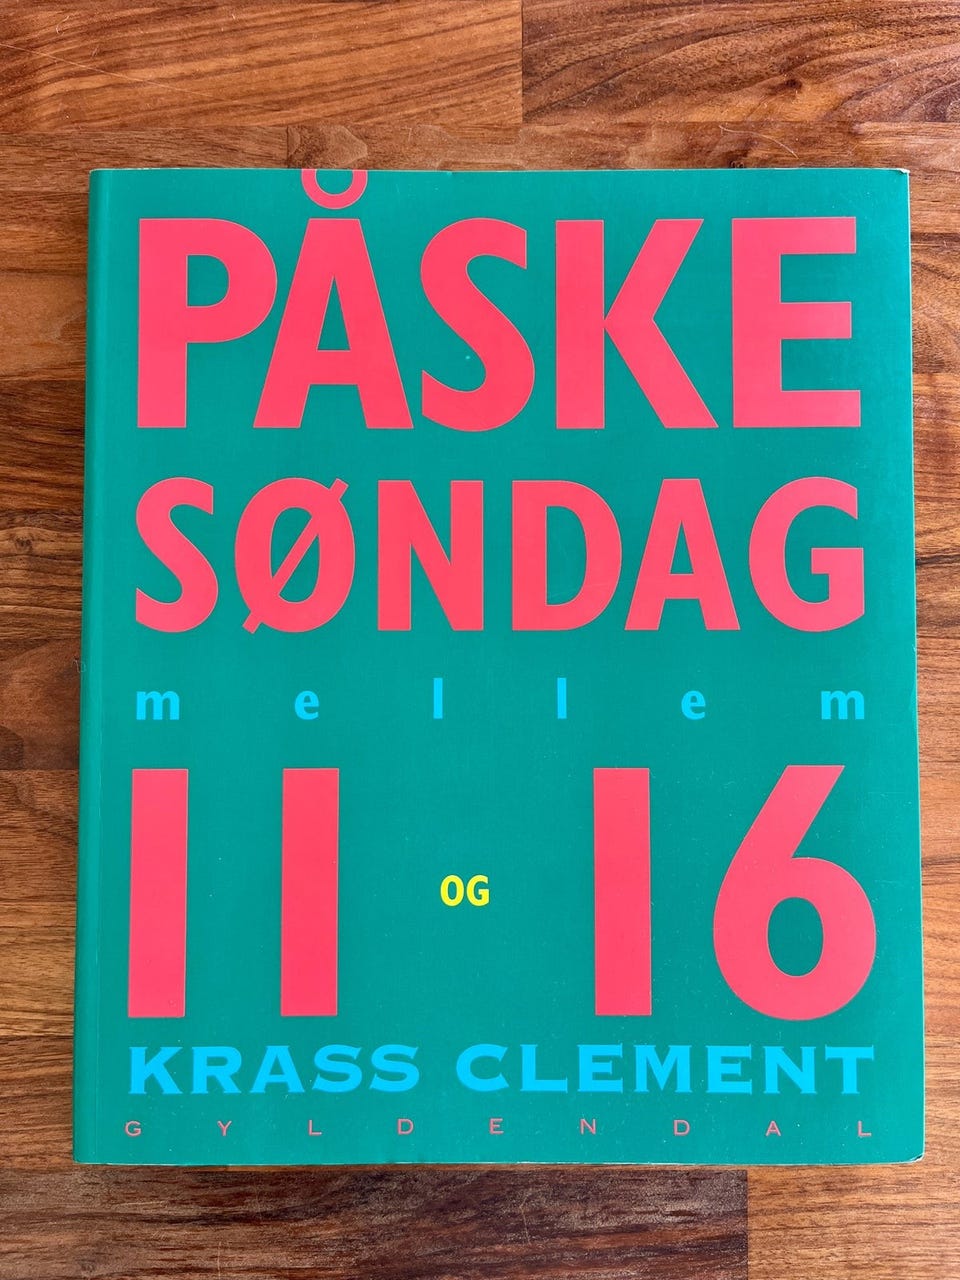 PÅSKE
SØNDAG
mellem
11 OG 16
KRASS CLEMENT
GYLDENDAL